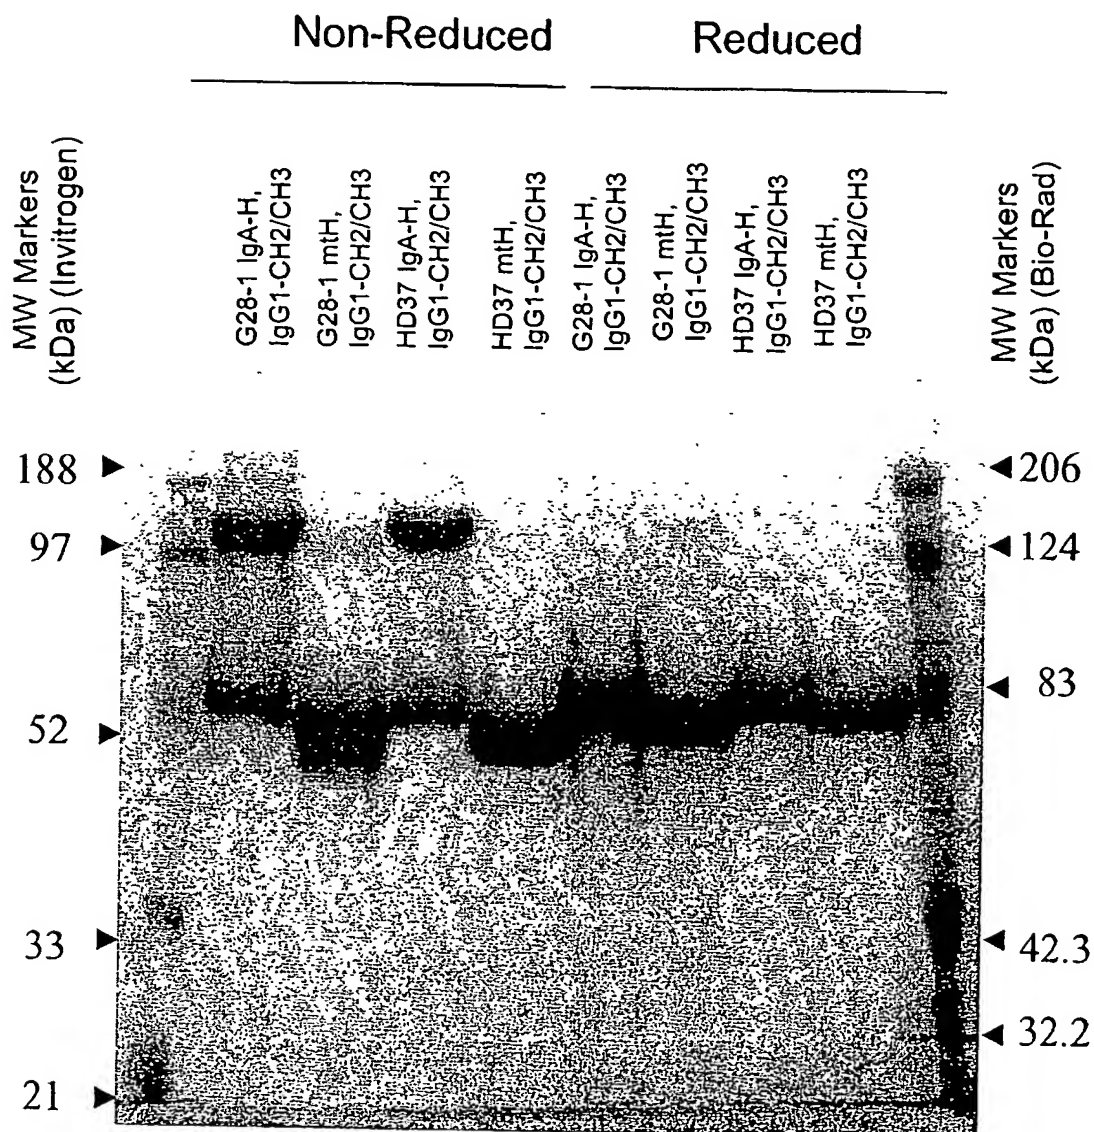 Non-Reduced
Reduced
MW Markers
(kDa) (Invitrogen)
G28-1 IgA-H,
IgG1-CH2/CH3
G28-1 mtH,
IgG1-CH2/CH3
HD37 IgA-H,
IgG1-CH2/CH3
HD37 mtH,
IgG1-CH2/CH3
G28-1 IgA-H,
IgG1-CH2/CH3
G28-1 mtH,
IgG1-CH2/CH3
HD37 IgA-H,
IgG1-CH2/CH3
HD37 mtH,
IgG1-CH2/CH3
MW Markers
(kDa) (Bio-Rad)
188
97
52
33
21
206
124
83
42.3
32.2